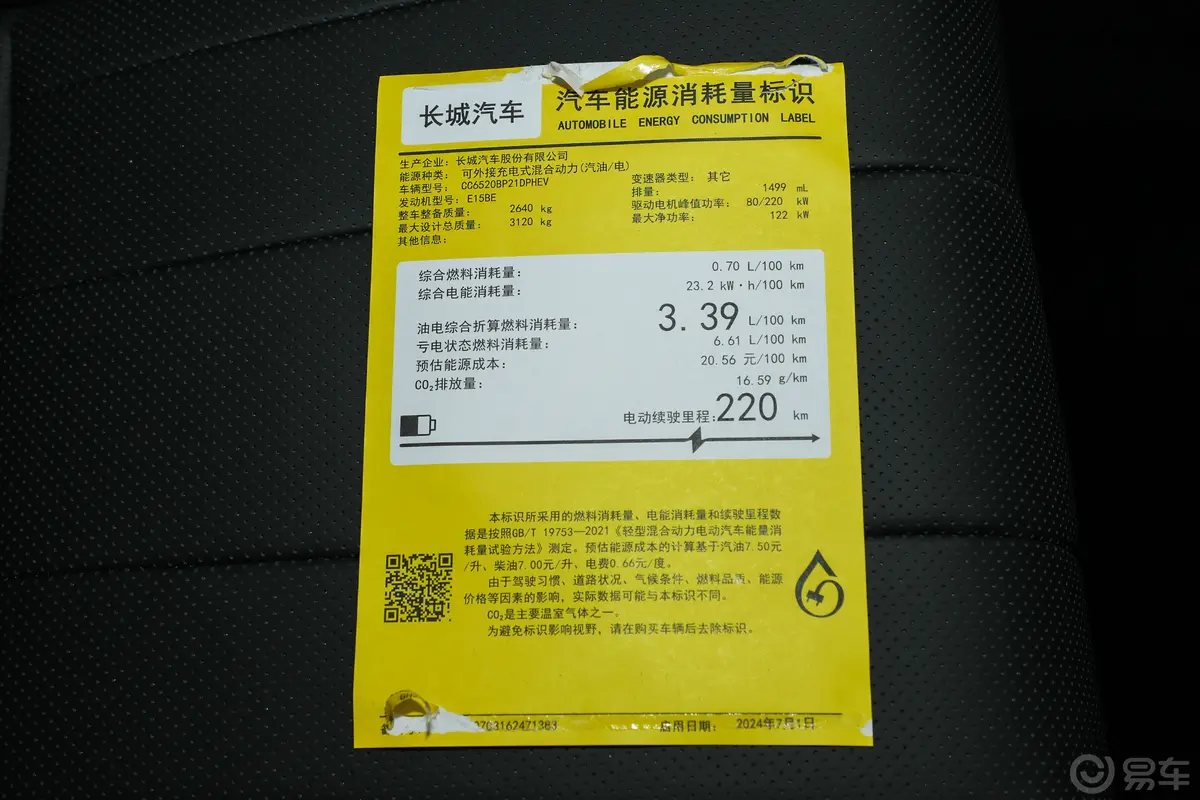 长城汽车
汽车能源消耗量标识
AUTOMOBILE ENERGY CONSUMPTION LABEL
生产企业：长城汽车股份有限公司
能源种类： 可外接充电式混合动力(汽油/电)
车辆型号： CC6520BP21DPHEV
发动机型号：E15BE
整车整备质量： 2640 kg
最大设计总质量： 3120 kg
其他信息：
变速器类型： 其它
排量： 1499 mL
驱动电机峰值功率： 80/220 kW
最大净功率： 122 kW
综合燃料消耗量： 0.70 L/100 km
综合电能消耗量： 23.2 kW·h/100 km
油电综合折算燃料消耗量： 3.39 L/100 km
亏电状态燃料消耗量： 6.61 L/100 km
预估能源成本： 20.56 元/100 km
CO₂排放量： 16.59 g/km
电动续驶里程：220 km
本标识所采用的燃料消耗量、电能消耗量和续驶里程数
据是按照GB/T 19753—2021《轻型混合动力电动汽车能量消
耗量试验方法》测定。预估能源成本的计算基于汽油7.50元
/升、柴油7.00元/升、电费0.66元/度。
由于驾驶习惯、道路状况、气候条件、燃料品质、能源
价格等因素的影响，实际数据可能与本标识不同。
CO₂是主要温室气体之一。
为避免标识影响视野，请在购买车辆后去除标识。
启用日期： 2024年7月1日
易车